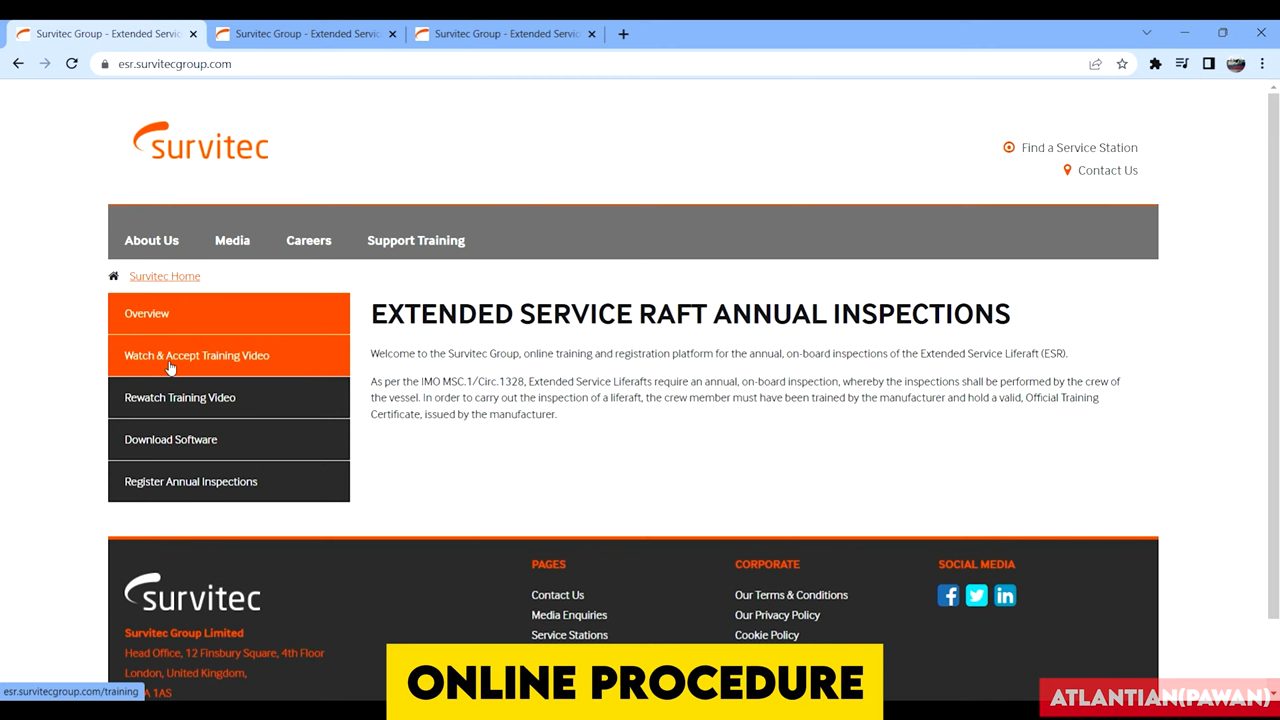 Survitec Group - Extended Servic
Survitec Group - Extended Servic
Survitec Group - Extended Servic
esr.survitecgroup.com
survitec
Find a Service Station
Contact Us
About Us
Media
Careers
Support Training
Survitec Home
Overview
Watch & Accept Training Video
Rewatch Training Video
Download Software
Register Annual Inspections
EXTENDED SERVICE RAFT ANNUAL INSPECTIONS
Welcome to the Survitec Group, online training and registration platform for the annual, on-board inspections of the Extended Service Liferaft (ESR).
As per the IMO MSC.1/Circ.1328, Extended Service Liferafts require an annual, on-board inspection, whereby the inspections shall be performed by the crew of
the vessel. In order to carry out the inspection of a liferaft, the crew member must have been trained by the manufacturer and hold a valid, Official Training
Certificate, issued by the manufacturer.
survitec
Survitec Group Limited
Head Office, 12 Finsbury Square, 4th Floor
London, United Kingdom,
1AS
PAGES
Contact Us
Media Enquiries
Service Stations
CORPORATE
Our Terms & Conditions
Our Privacy Policy
Cookie Policy
SOCIAL MEDIA
esr.survitecgroup.com/training
ONLINE PROCEDURE
ATLANTIAN(PAWAN)